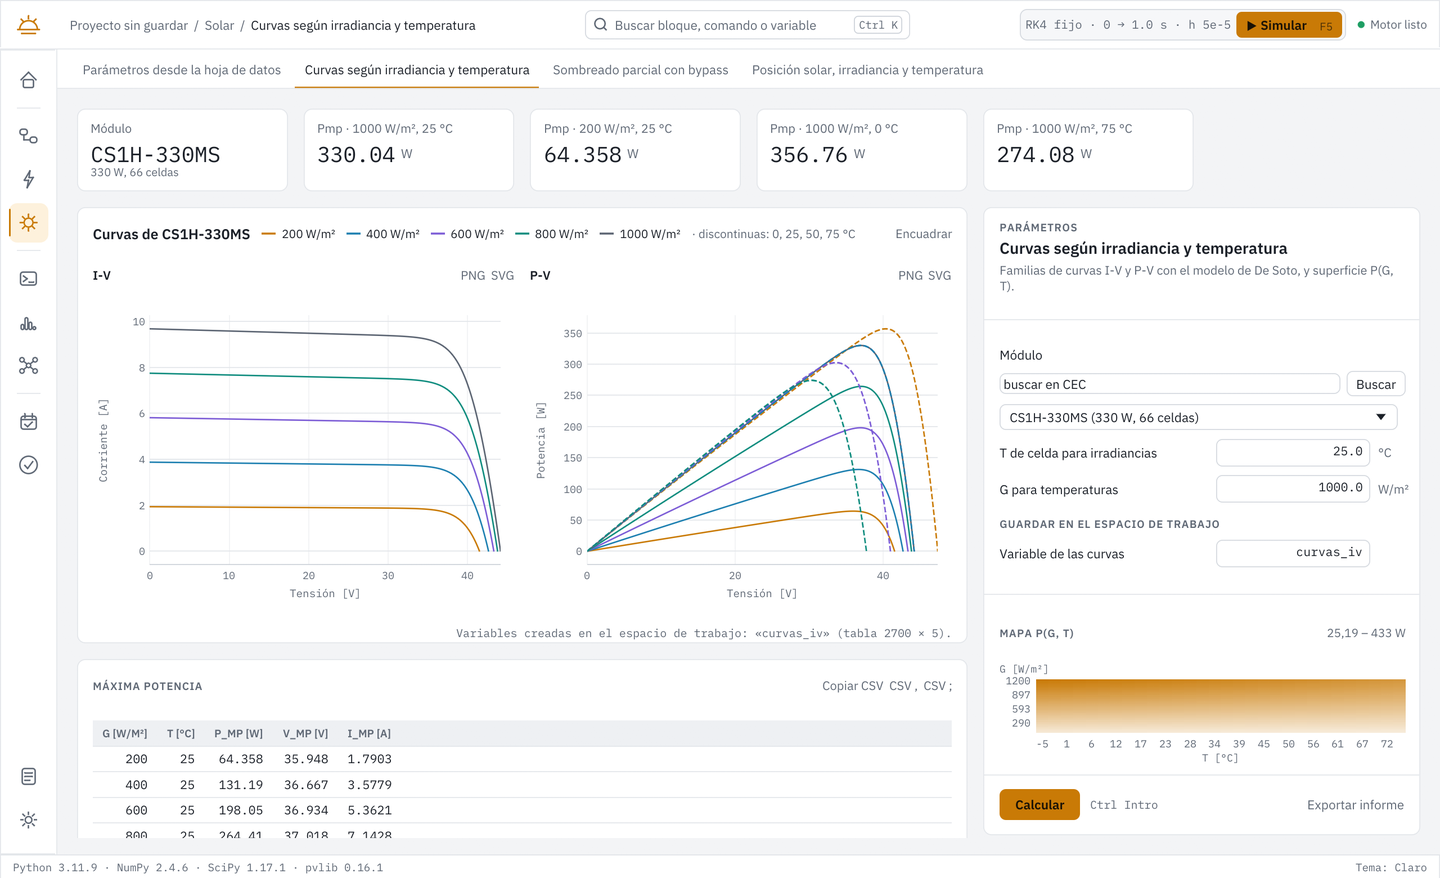 Proyecto sin guardar / Solar / Curvas según irradiancia y temperatura
Buscar bloque, comando o variable Ctrl K
RK4 fijo · 0 → 1.0 s · h 5e-5 ▶ Simular F5
Motor listo
Parámetros desde la hoja de datos Curvas según irradiancia y temperatura Sombreado parcial con bypass Posición solar, irradiancia y temperatura
Módulo
CS1H-330MS
330 W, 66 celdas
Pmp · 1000 W/m², 25 °C
330.04 W
Pmp · 200 W/m², 25 °C
64.358 W
Pmp · 1000 W/m², 0 °C
356.76 W
Pmp · 1000 W/m², 75 °C
274.08 W
Curvas de CS1H-330MS 200 W/m² 400 W/m² 600 W/m² 800 W/m² 1000 W/m² · discontinuas: 0, 25, 50, 75 °C Encuadrar
I-V PNG SVG
10
8
6
4
2
0
Corriente [A]
0 10 20 30 40
Tensión [V]
P-V PNG SVG
350
300
250
200
150
100
50
0
Potencia [W]
0 20 40
Tensión [V]
Variables creadas en el espacio de trabajo: «curvas_iv» (tabla 2700 × 5).
MÁXIMA POTENCIA Copiar CSV CSV , CSV ;
G [W/M²] T [°C] P_MP [W] V_MP [V] I_MP [A]
200 25 64.358 35.948 1.7903
400 25 131.19 36.667 3.5779
600 25 198.05 36.934 5.3621
800 25 264.41 37.018 7.1428
PARÁMETROS
Curvas según irradiancia y temperatura
Familias de curvas I-V y P-V con el modelo de De Soto, y superficie P(G,
T).
Módulo
buscar en CEC Buscar
CS1H-330MS (330 W, 66 celdas)
T de celda para irradiancias 25.0 °C
G para temperaturas 1000.0 W/m²
GUARDAR EN EL ESPACIO DE TRABAJO
Variable de las curvas curvas_iv
MAPA P(G, T) 25,19 – 433 W
G [W/m²]
1200
897
593
290
-5 1 6 12 17 23 28 34 39 45 50 56 61 67 72
T [°C]
Calcular Ctrl Intro Exportar informe
Python 3.11.9 · NumPy 2.4.6 · SciPy 1.17.1 · pvlib 0.16.1 Tema: Claro